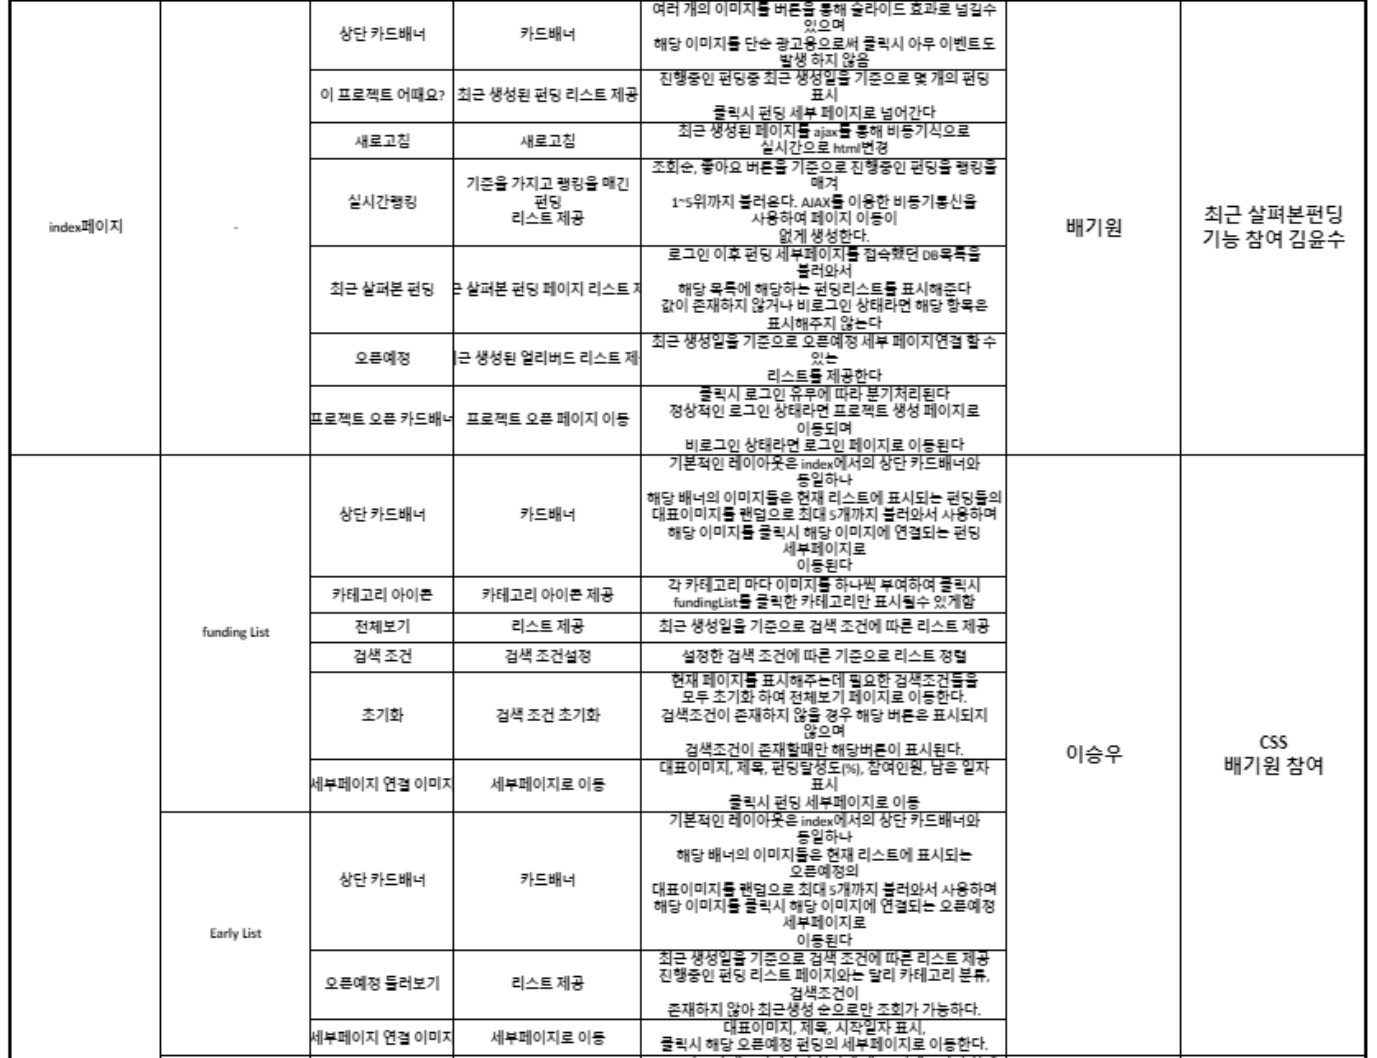 index페이지
-
상단 카드배너
카드배너
여러 개의 이미지를 버튼을 통해 슬라이드 효과로 넘길수
있으며
해당 이미지를 단순 광고용으로써 클릭시 아무 이벤트도
발생 하지 않음
이 프로젝트 어때요?
최근 생성된 펀딩 리스트 제공
진행중인 펀딩중 최근 생성일을 기준으로 몇 개의 펀딩
표시
클릭시 펀딩 세부 페이지로 넘어간다
새로고침
새로고침
최근 생성된 페이지를 ajax를 통해 비동기식으로
실시간으로 html변경
실시간랭킹
기준을 가지고 랭킹을 매긴
펀딩
리스트 제공
조회순, 좋아요 버튼을 기준으로 진행중인 펀딩을 랭킹을
매겨
1~5위까지 불러온다. AJAX를 이용한 비동기통신을
사용하여 페이지 이동이
없게 생성한다.
최근 살펴본 펀딩
근 살펴본 펀딩 페이지 리스트 제
로그인 이후 펀딩 세부페이지를 접속했던 DB목록을
불러와서
해당 목록에 해당하는 펀딩리스트를 표시해준다
값이 존재하지 않거나 비로그인 상태라면 해당 항목은
표시해주지 않는다
오픈예정
근 생성된 얼리버드 리스트 제
최근 생성일을 기준으로 오픈예정 세부 페이지연결 할 수
있는
리스트를 제공한다
프로젝트 오픈 카드배너
프로젝트 오픈 페이지 이동
클릭시 로그인 유무에 따라 분기처리된다
정상적인 로그인 상태라면 프로젝트 생성 페이지로
이동되며
비로그인 상태라면 로그인 페이지로 이동된다
배기원
최근 살펴본펀딩
기능 참여 김윤수
funding List
상단 카드배너
카드배너
기본적인 레이아웃은 index에서의 상단 카드배너와
동일하나
해당 배너의 이미지들은 현재 리스트에 표시되는 펀딩들의
대표이미지를 랜덤으로 최대 5개까지 불러와서 사용하며
해당 이미지를 클릭시 해당 이미지에 연결되는 펀딩
세부페이지로
이동된다
카테고리 아이콘
카테고리 아이콘 제공
각 카테고리 마다 이미지를 하나씩 부여하여 클릭시
fundingList를 클릭한 카테고리만 표시될수 있게함
전체보기
리스트 제공
최근 생성일을 기준으로 검색 조건에 따른 리스트 제공
검색 조건
검색 조건설정
설정한 검색 조건에 따른 기준으로 리스트 정렬
초기화
검색 조건 초기화
현재 페이지를 표시해주는데 필요한 검색조건들을
모두 초기화 하여 전체보기 페이지로 이동한다.
검색조건이 존재하지 않을 경우 해당 버튼은 표시되지
않으며
검색조건이 존재할때만 해당버튼이 표시된다.
세부페이지 연결 이미지
세부페이지로 이동
대표이미지, 제목, 펀딩달성도(%), 참여인원, 남은 일자
표시
클릭시 펀딩 세부페이지로 이동
이승우
CSS
배기원 참여
Early List
상단 카드배너
카드배너
기본적인 레이아웃은 index에서의 상단 카드배너와
동일하나
해당 배너의 이미지들은 현재 리스트에 표시되는
오픈예정의
대표이미지를 랜덤으로 최대 5개까지 불러와서 사용하며
해당 이미지를 클릭시 해당 이미지에 연결되는 오픈예정
세부페이지로
이동된다
오픈예정 둘러보기
리스트 제공
최근 생성일을 기준으로 검색 조건에 따른 리스트 제공
진행중인 펀딩 리스트 페이지와는 달리 카테고리 분류,
검색조건이
존재하지 않아 최근생성 순으로만 조회가 가능하다.
세부페이지 연결 이미지
세부페이지로 이동
대표이미지, 제목, 시작일자 표시,
클릭시 해당 오픈예정 펀딩의 세부페이지로 이동한다.